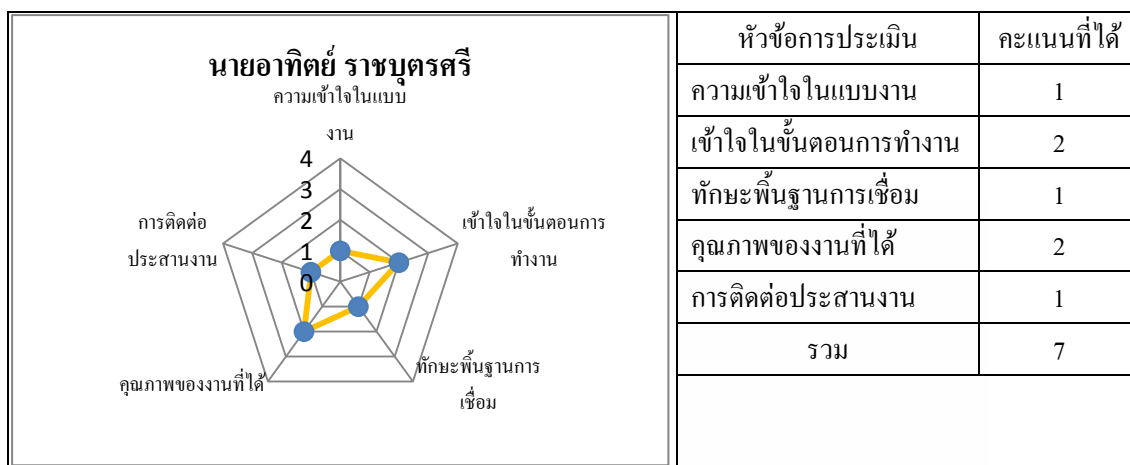 นายอาทิตย์ ราชบุตรศรี
ความเข้าใจในแบบ
งาน
4
3
2
1
0
เข้าใจในขั้นตอนการ
ทำงาน
ทักษะพิ้นฐานการ
เชื่อม
คุณภาพของงานที่ได้
การติดต่อ
ประสานงาน
หัวข้อการประเมิน คะแนนที่ได้
ความเข้าใจในแบบงาน 1
เข้าใจในขั้นตอนการทำงาน 2
ทักษะพิ้นฐานการเชื่อม 1
คุณภาพของงานที่ได้ 2
การติดต่อประสานงาน 1
รวม 7